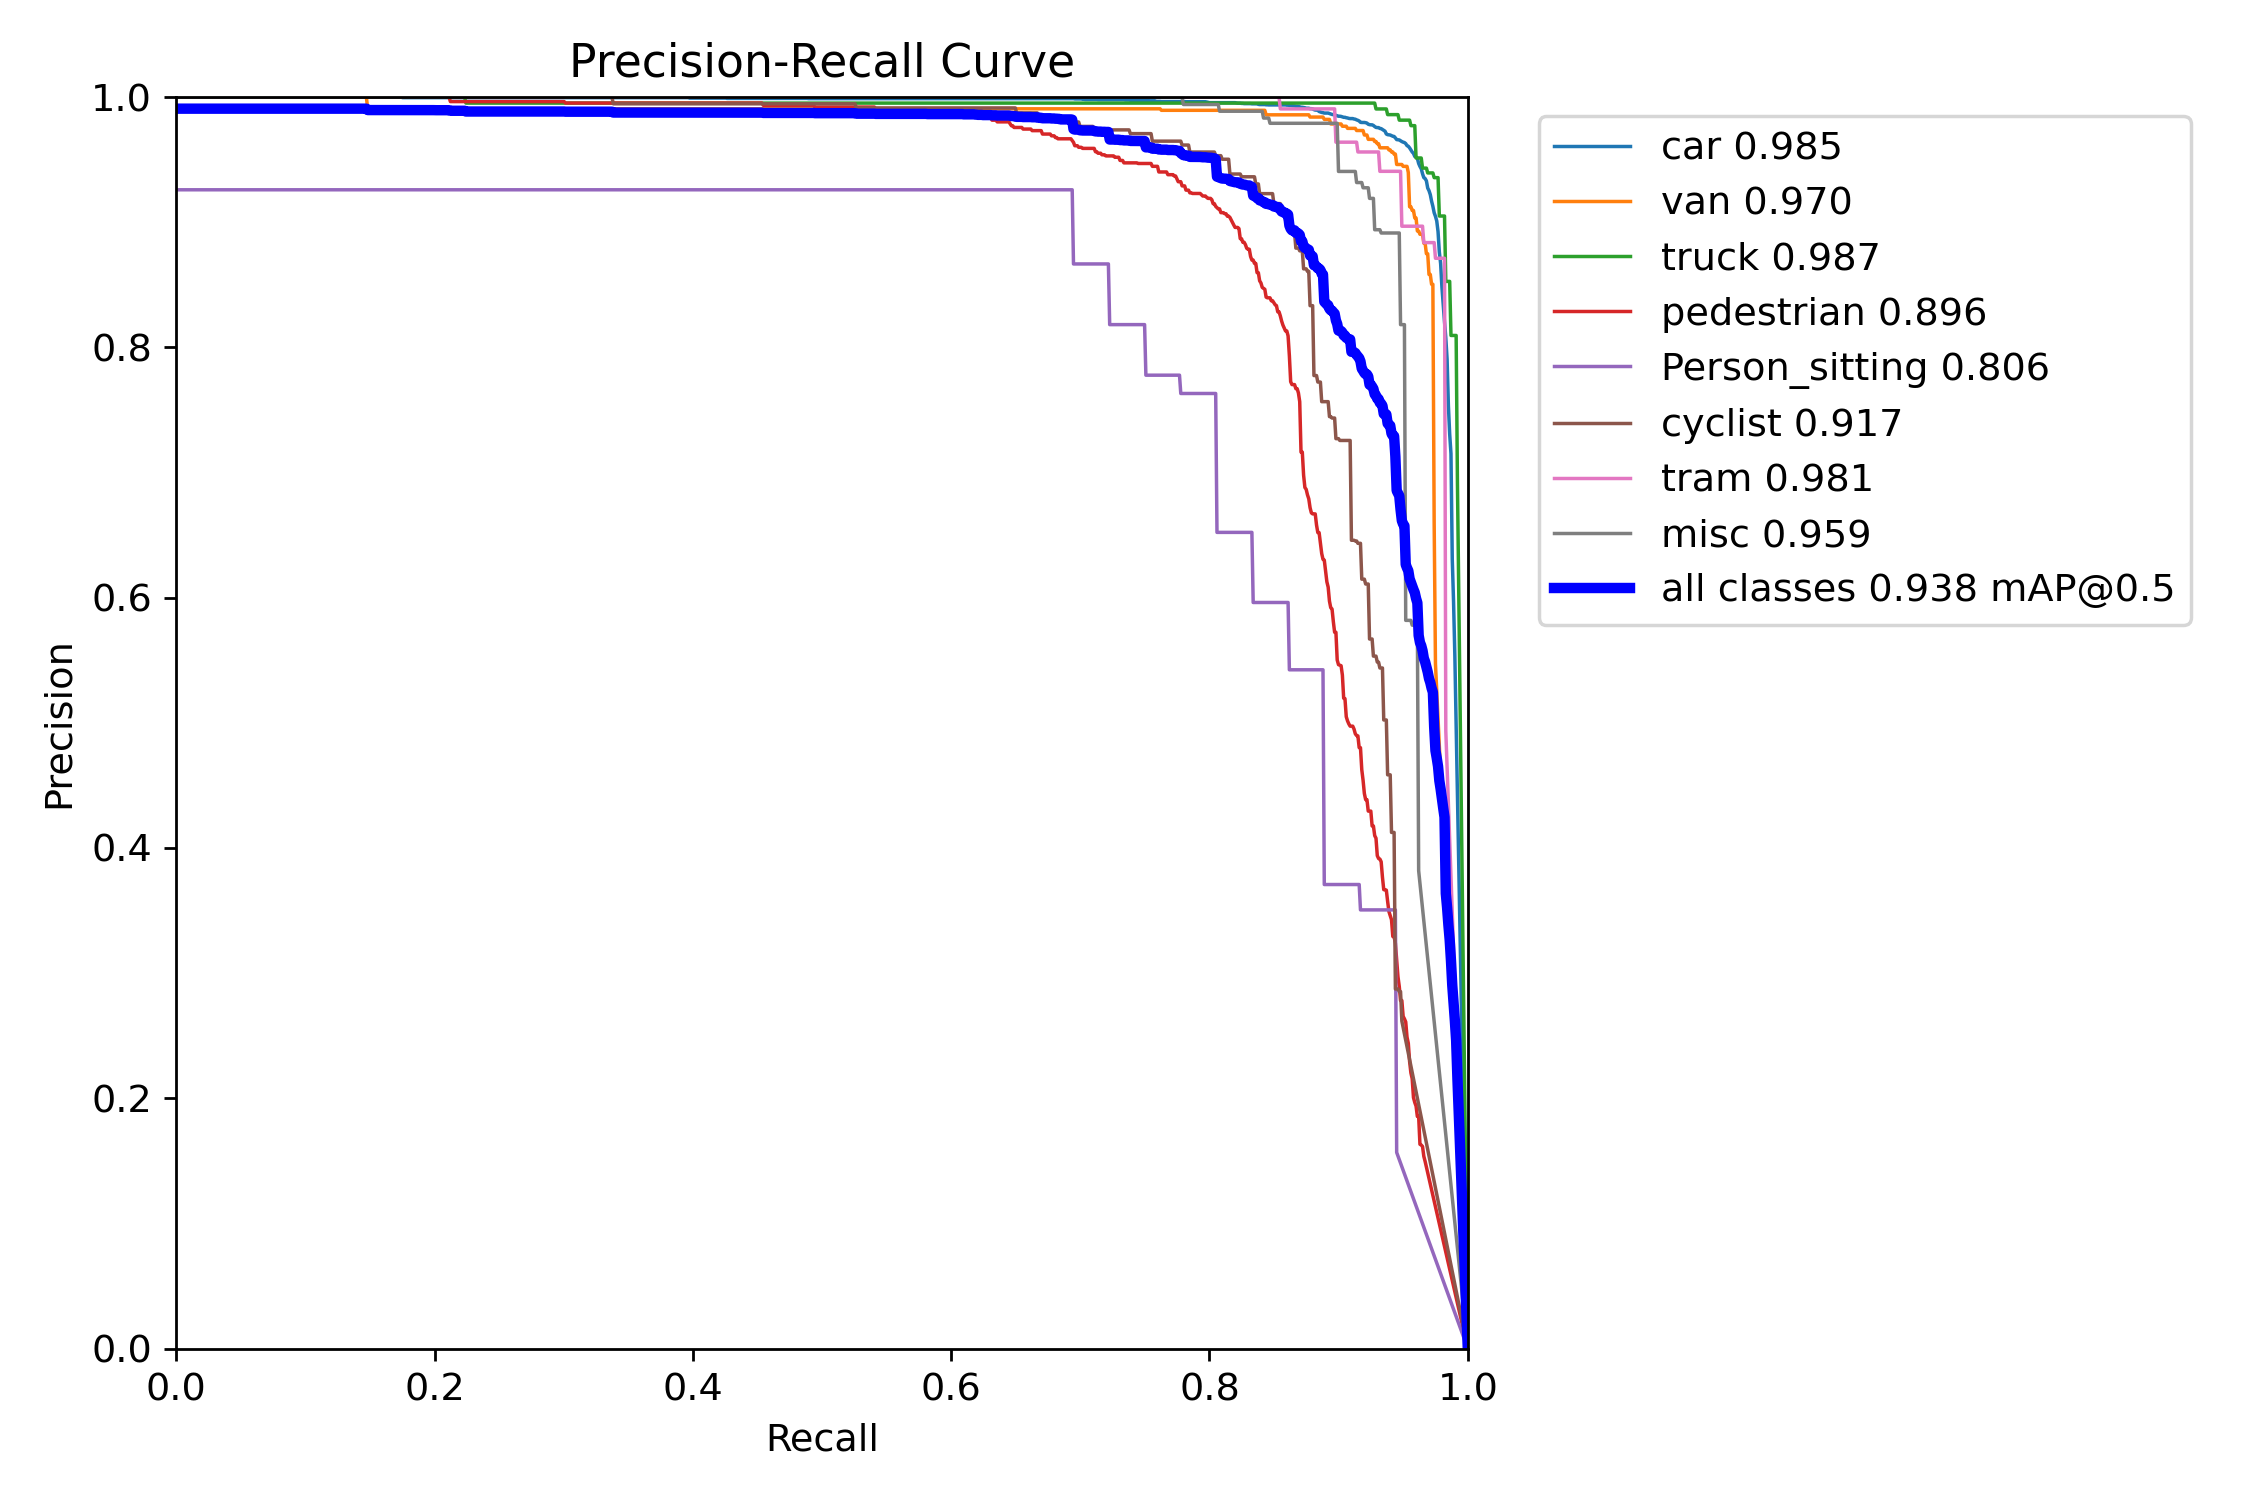 Precision-Recall Curve
1.0
0.8
0.6
0.4
0.2
0.0
Precision
0.0 0.2 0.4 0.6 0.8 1.0
Recall
car 0.985
van 0.970
truck 0.987
pedestrian 0.896
Person_sitting 0.806
cyclist 0.917
tram 0.981
misc 0.959
all classes 0.938 mAP@0.5